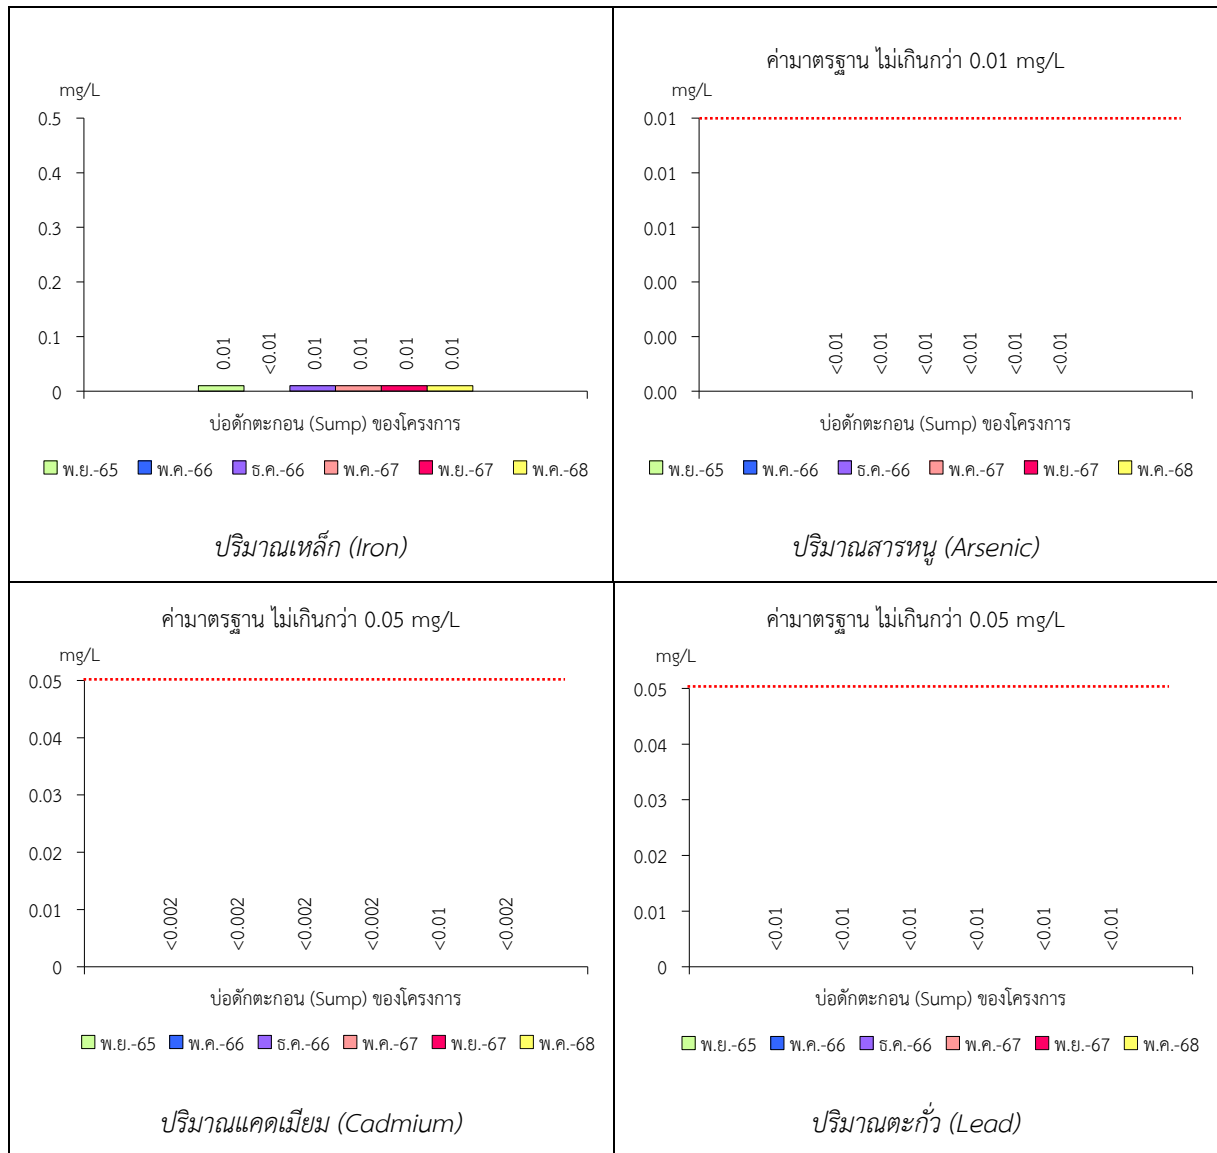 mg/L
0.5
0.4
0.3
0.2
0.1
0
0.01 <0.01 0.01 0.01 0.01 0.01
บ่อดักตะกอน (Sump) ของโครงการ
พ.ย.-65 พ.ค.-66 ธ.ค.-66 พ.ค.-67 พ.ย.-67 พ.ค.-68
ปริมาณเหล็ก (Iron)
ค่ามาตรฐาน ไม่เกินกว่า 0.01 mg/L
mg/L
0.01
0.01
0.01
0.00
0.00
0.00
<0.01 <0.01 <0.01 <0.01 <0.01 <0.01
บ่อดักตะกอน (Sump) ของโครงการ
พ.ย.-65 พ.ค.-66 ธ.ค.-66 พ.ค.-67 พ.ย.-67 พ.ค.-68
ปริมาณสารหนู (Arsenic)
ค่ามาตรฐาน ไม่เกินกว่า 0.05 mg/L
mg/L
0.05
0.04
0.03
0.02
0.01
0
<0.002 <0.002 <0.002 <0.002 <0.01 <0.002
บ่อดักตะกอน (Sump) ของโครงการ
พ.ย.-65 พ.ค.-66 ธ.ค.-66 พ.ค.-67 พ.ย.-67 พ.ค.-68
ปริมาณแคดเมียม (Cadmium)
ค่ามาตรฐาน ไม่เกินกว่า 0.05 mg/L
mg/L
0.05
0.04
0.03
0.02
0.01
0
<0.01 <0.01 <0.01 <0.01 <0.01 <0.01
บ่อดักตะกอน (Sump) ของโครงการ
พ.ย.-65 พ.ค.-66 ธ.ค.-66 พ.ค.-67 พ.ย.-67 พ.ค.-68
ปริมาณตะกั่ว (Lead)